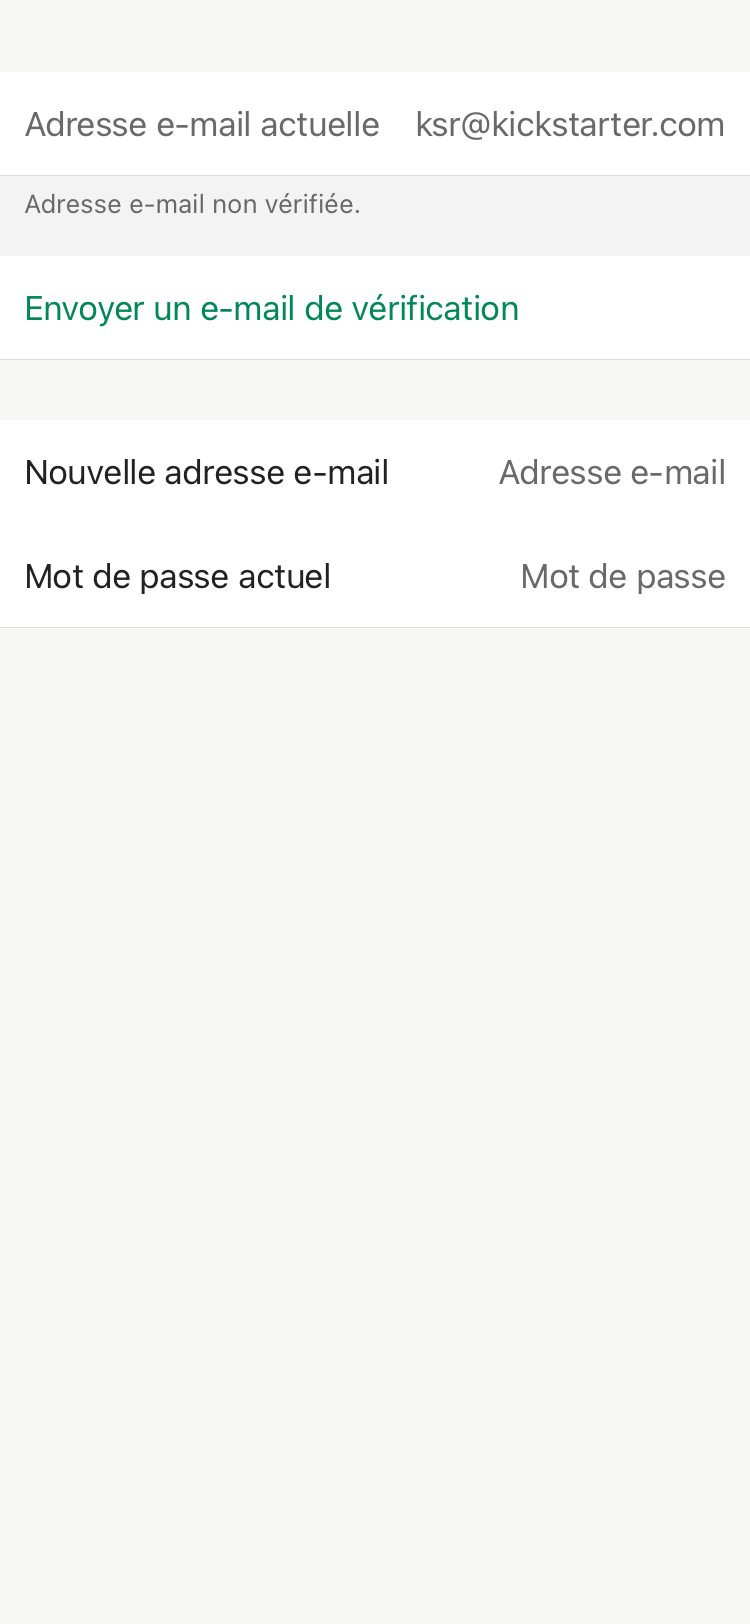 Adresse e-mail actuelle ksr@kickstarter.com
Adresse e-mail non vérifiée.
Envoyer un e-mail de vérification
Nouvelle adresse e-mail Adresse e-mail
Mot de passe actuel Mot de passe